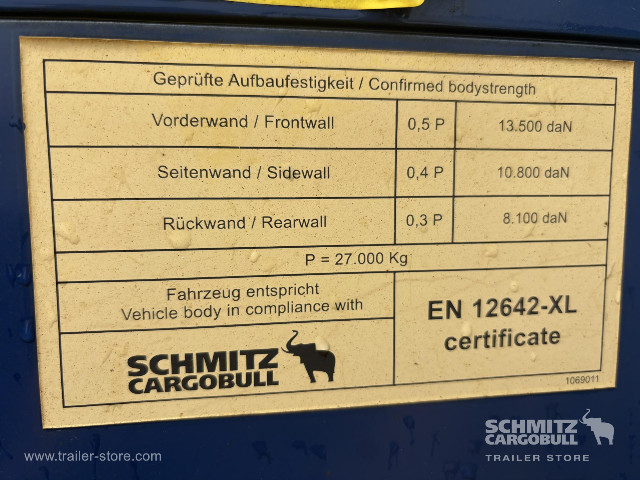 Geprüfte Aufbaufestigkeit / Confirmed bodystrength
Vorderwand / Frontwall 0,5 P 13.500 daN
Seitenwand / Sidewall 0,4 P 10.800 daN
Rückwand / Rearwall 0,3 P 8.100 daN
P = 27.000 Kg
Fahrzeug entspricht
Vehicle body in compliance with
EN 12642-XL
certificate
SCHMITZ
CARGOBULL
1069011
SCHMITZ
CARGOBULL
TRAILER STORE
www.trailer-store.com